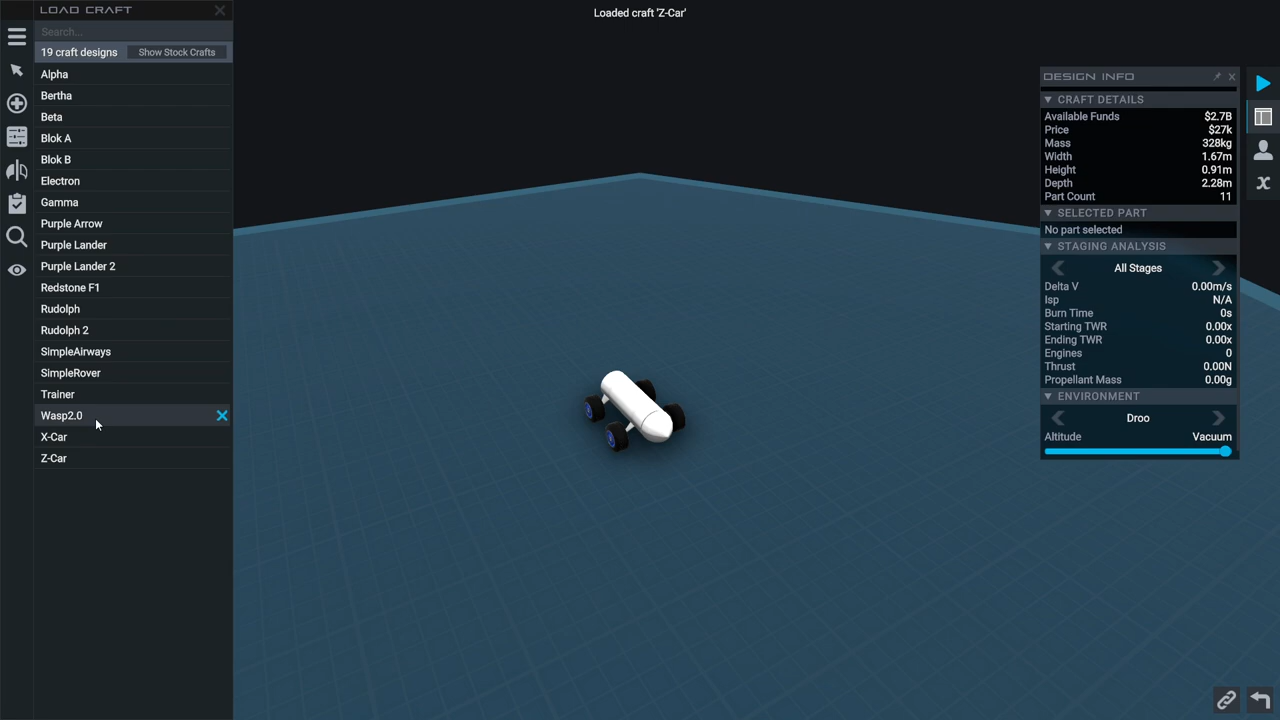 LOAD CRAFT
Loaded craft 'Z-Car'
Search...
19 craft designs Show Stock Crafts
Alpha
Bertha
Beta
Blok A
Blok B
Electron
Gamma
Purple Arrow
Purple Lander
Purple Lander 2
Redstone F1
Rudolph
Rudolph 2
SimpleAirways
SimpleRover
Trainer
Wasp2.0
X-Car
Z-Car
DESIGN INFO
CRAFT DETAILS
Available Funds $2.7B
Price $27k
Mass 328kg
Width 1.67m
Height 0.91m
Depth 2.28m
Part Count 11
SELECTED PART
No part selected
STAGING ANALYSIS
All Stages
Delta V 0.00m/s
Isp N/A
Burn Time 0s
Starting TWR 0.00x
Ending TWR 0.00x
Engines 0
Thrust 0.00N
Propellant Mass 0.00g
ENVIRONMENT
Droo
Altitude Vacuum